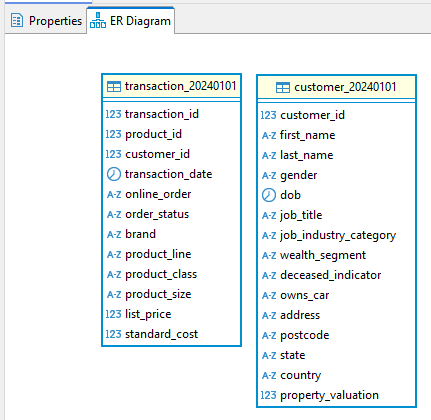 Properties
ER Diagram
transaction_20240101
123 transaction_id
123 product_id
123 customer_id
transaction_date
A-Z online_order
A-Z order_status
A-Z brand
A-Z product_line
A-Z product_class
A-Z product_size
123 list_price
123 standard_cost
customer_20240101
123 customer_id
A-Z first_name
A-Z last_name
A-Z gender
dob
A-Z job_title
A-Z job_industry_category
A-Z wealth_segment
A-Z deceased_indicator
A-Z owns_car
A-Z address
A-Z postcode
A-Z state
A-Z country
123 property_valuation